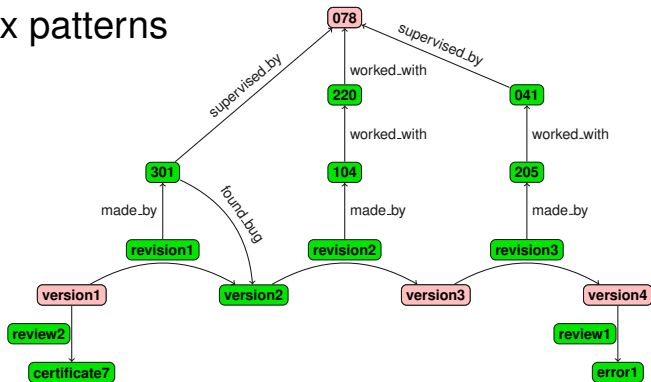 x patterns
078
supervised_by
supervised_by
worked_with
220
041
worked_with
worked_with
301
104
205
found_bug
made_by
made_by
made_by
revision1
revision2
revision3
version1
version2
version3
version4
review2
review1
certificate7
error1